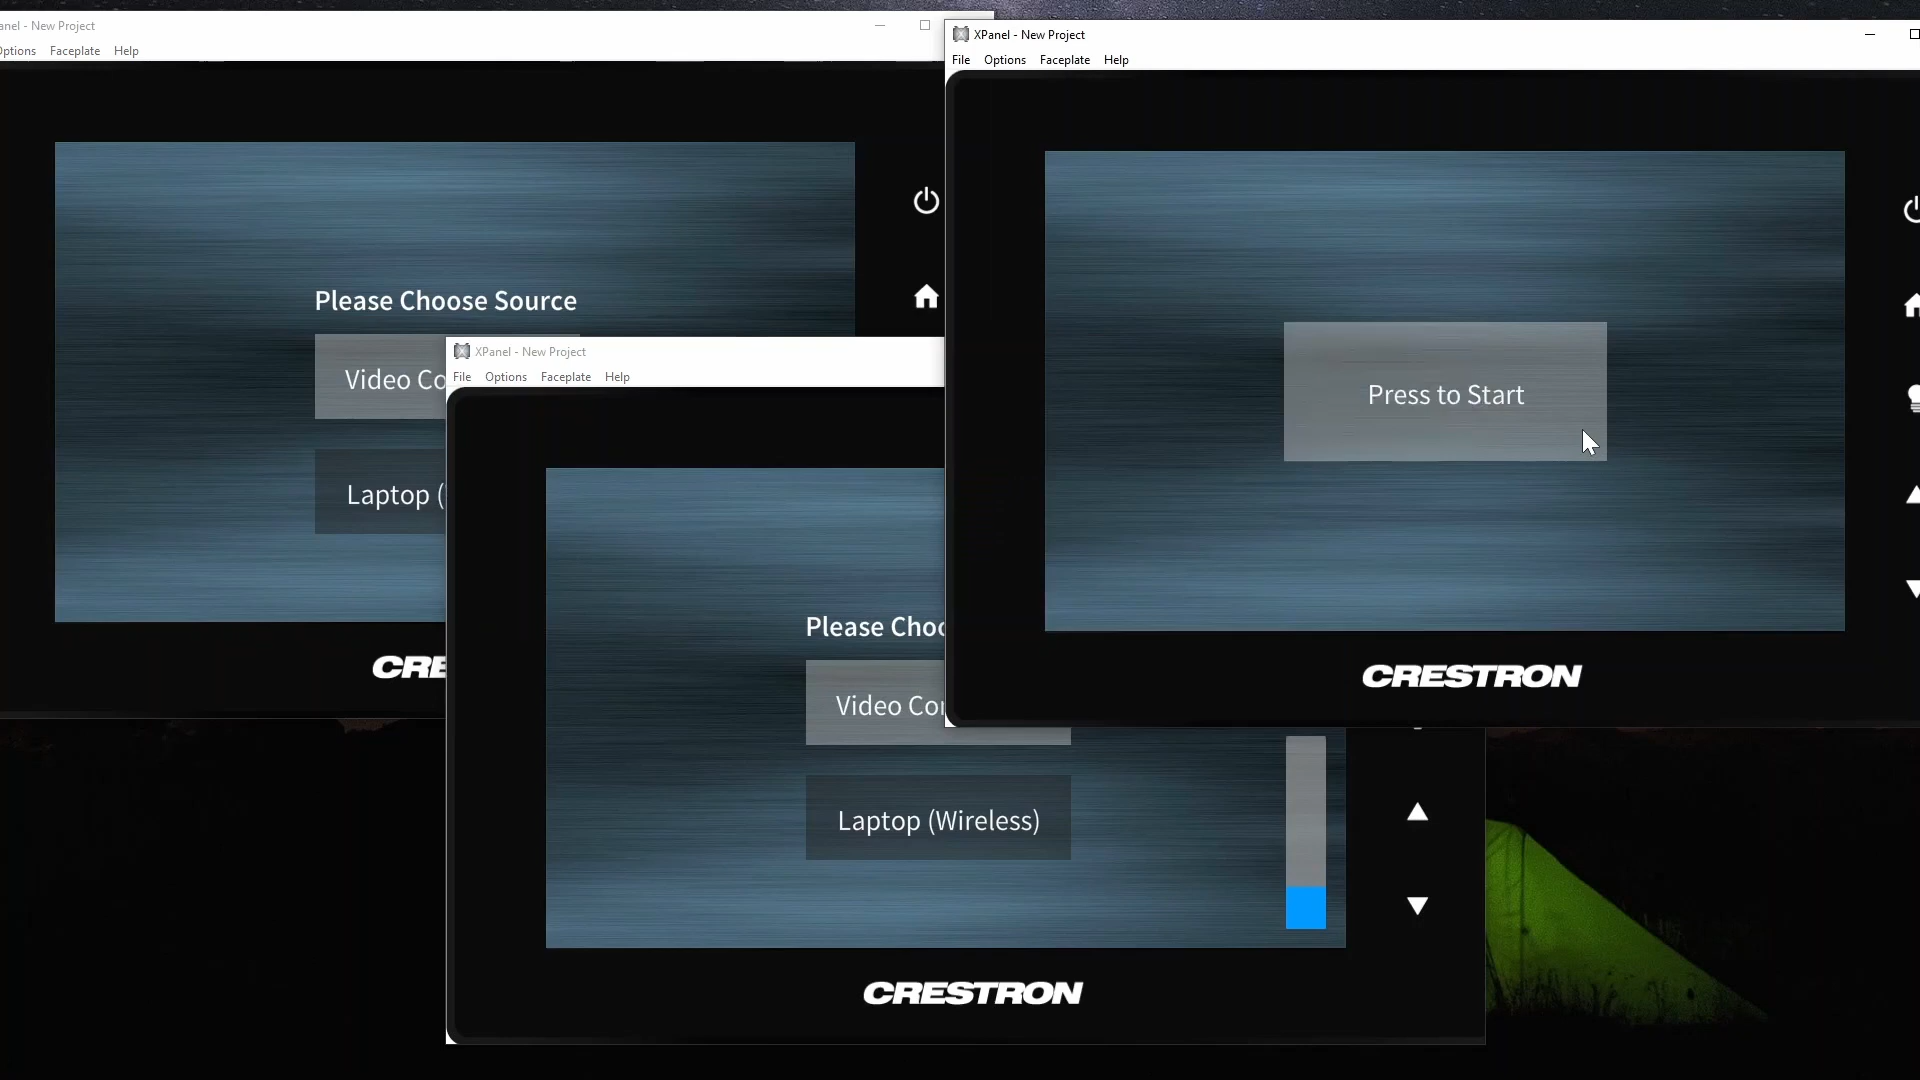 anel - New Project
Options Faceplate Help
Please Choose Source
Video Co
Laptop (
CRE
XPanel - New Project
File Options Faceplate Help
Please Choo
Video Con
Laptop (Wireless)
CRESTRON
XPanel - New Project
File Options Faceplate Help
Press to Start
CRESTRON